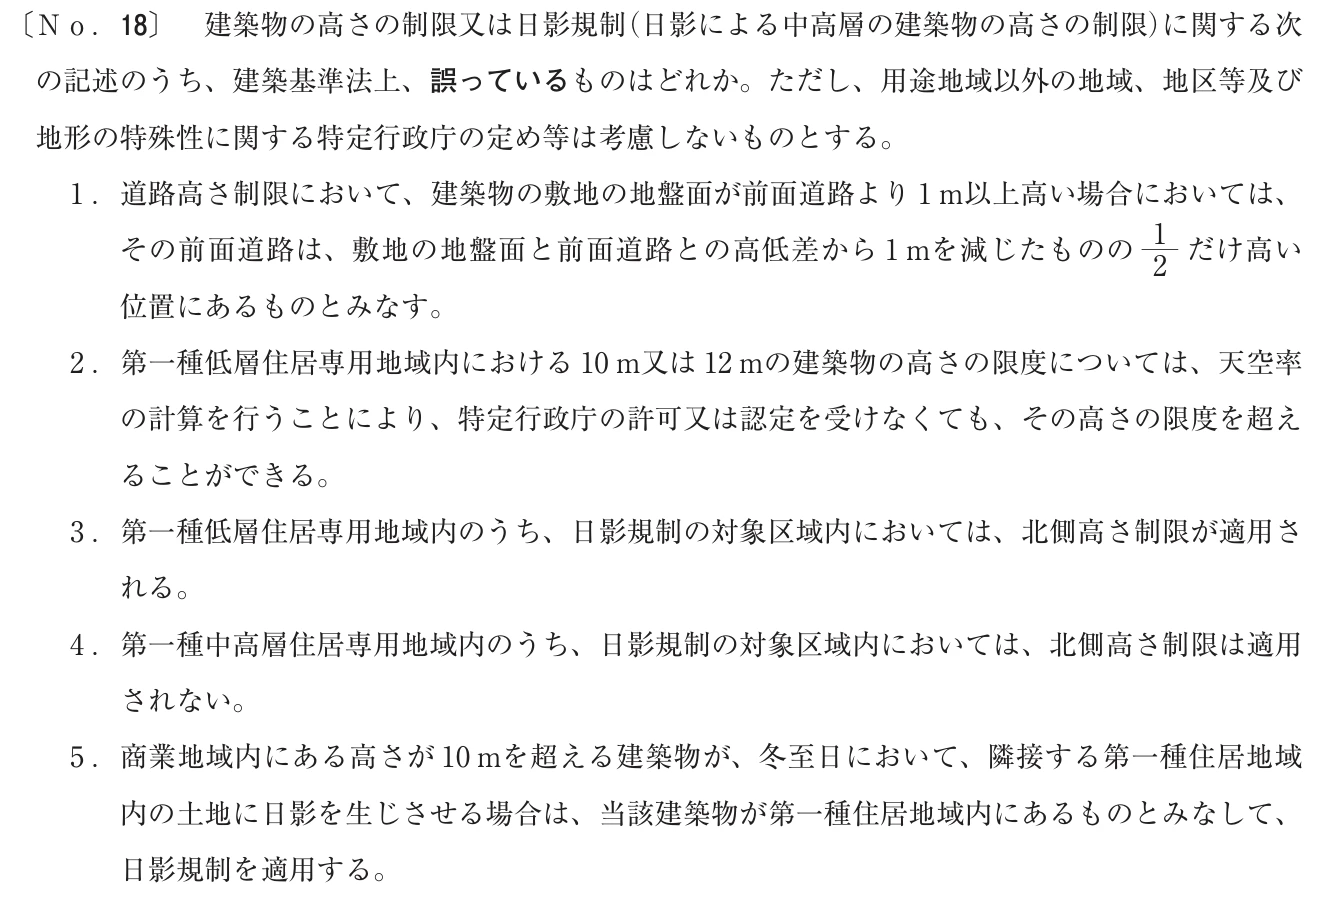 〔Ｎｏ．18〕　建築物の高さの制限又は日影規制(日影による中高層の建築物の高さの制限)に関する次
の記述のうち、建築基準法上、誤っているものはどれか。ただし、用途地域以外の地域、地区等及び
地形の特殊性に関する特定行政庁の定め等は考慮しないものとする。
１．道路高さ制限において、建築物の敷地の地盤面が前面道路より１m以上高い場合においては、
その前面道路は、敷地の地盤面と前面道路との高低差から１mを減じたものの 1/2 だけ高い
位置にあるものとみなす。
２．第一種低層住居専用地域内における 10 m又は 12 mの建築物の高さの限度については、天空率
の計算を行うことにより、特定行政庁の許可又は認定を受けなくても、その高さの限度を超え
ることができる。
３．第一種低層住居専用地域内のうち、日影規制の対象区域内においては、北側高さ制限が適用さ
れる。
４．第一種中高層住居専用地域内のうち、日影規制の対象区域内においては、北側高さ制限は適用
されない。
５．商業地域内にある高さが 10 mを超える建築物が、冬至日において、隣接する第一種住居地域
内の土地に日影を生じさせる場合は、当該建築物が第一種住居地域内にあるものとみなして、
日影規制を適用する。